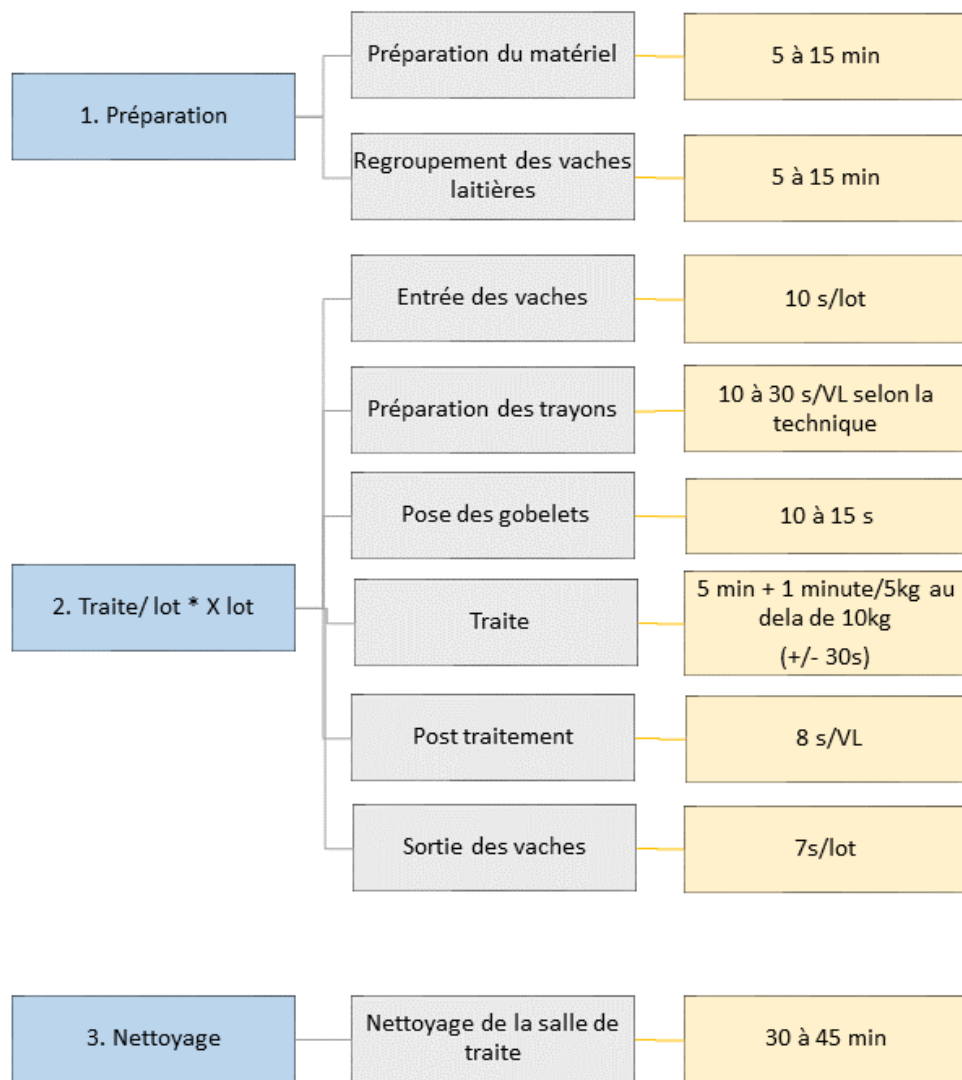 1. Préparation
Préparation du matériel
5 à 15 min
Regroupement des vaches
laitières
5 à 15 min
2. Traite/ lot * X lot
Entrée des vaches
10 s/lot
Préparation des trayons
10 à 30 s/VL selon la
technique
Pose des gobelets
10 à 15 s
Traite
5 min + 1 minute/5kg au
dela de 10kg
(+/- 30s)
Post traitement
8 s/VL
Sortie des vaches
7s/lot
3. Nettoyage
Nettoyage de la salle de
traite
30 à 45 min